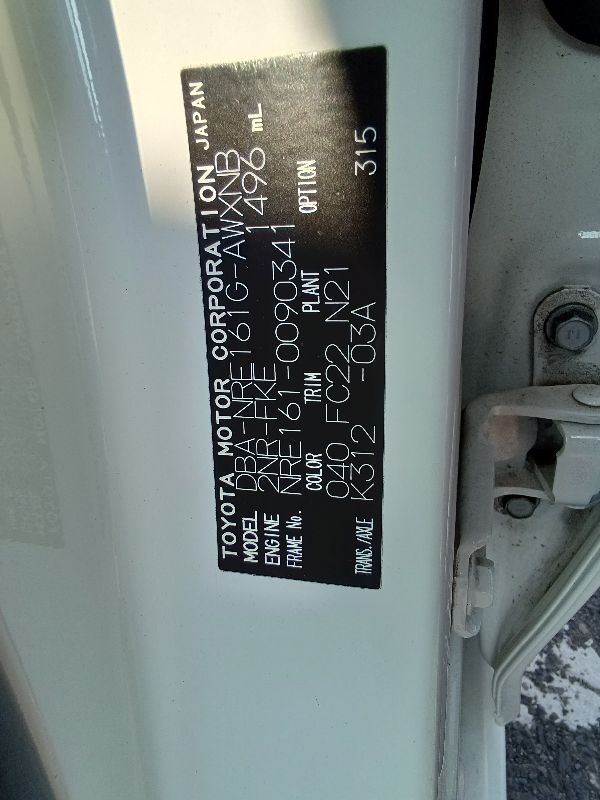 TOYOTA MOTOR CORPORATION JAPAN
MODEL DBA-NRE161G-AWXNB
ENGINE 2NR-FKE 1496 mL
FRAME No. NRE161-0090341
COLOR TRIM PLANT OPTION
040 FC22 N21
TRANS./AXLE K312 -03A 315